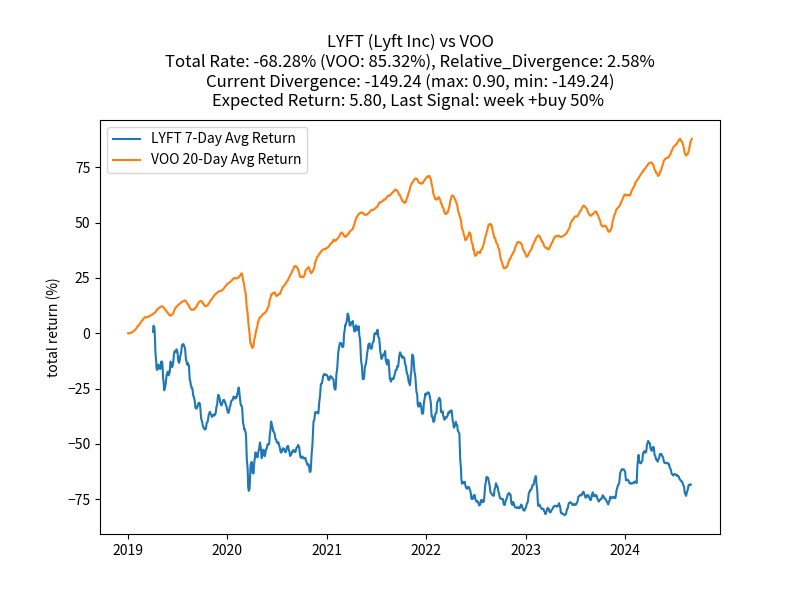 LYFT (Lyft Inc) vs VOO
Total Rate: -68.28% (VOO: 85.32%), Relative_Divergence: 2.58%
Current Divergence: -149.24 (max: 0.90, min: -149.24)
Expected Return: 5.80, Last Signal: week +buy 50%
LYFT 7-Day Avg Return
VOO 20-Day Avg Return
total return (%)
75
50
25
0
−25
−50
−75
2019 2020 2021 2022 2023 2024